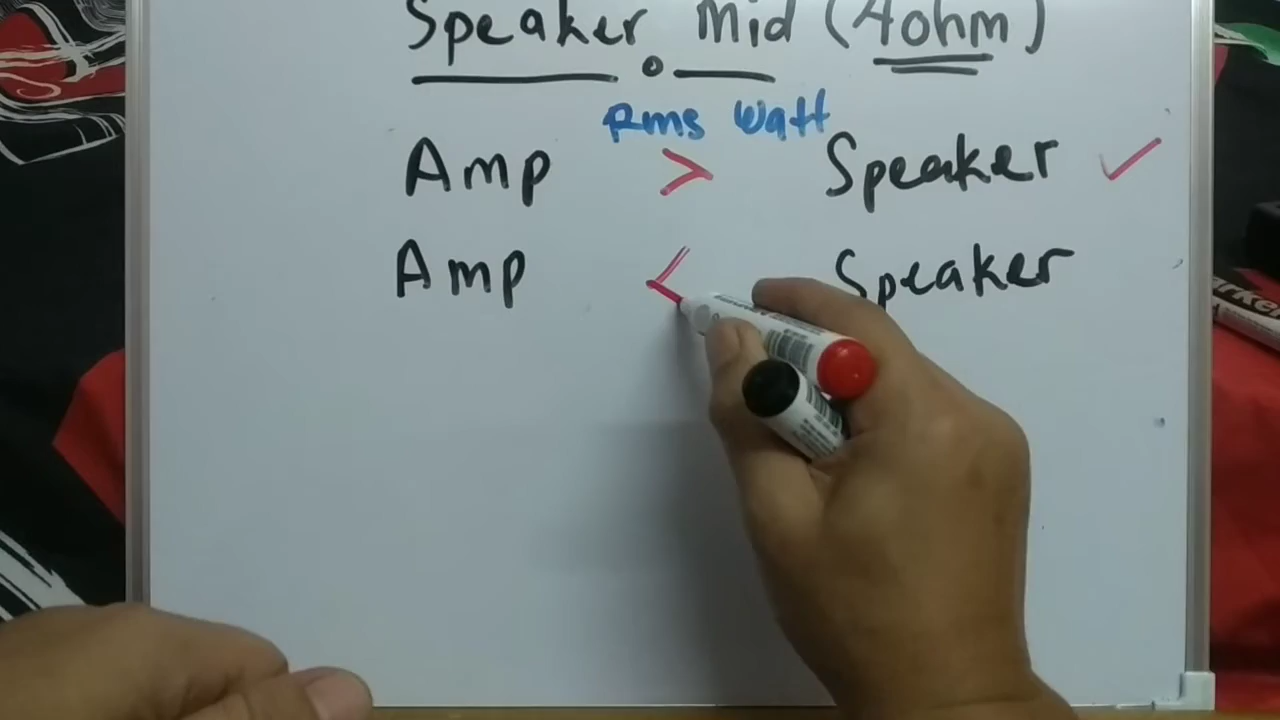 Speaker Mid (4ohm)
Rms Watt
Amp > Speaker ✓
Amp < Speaker